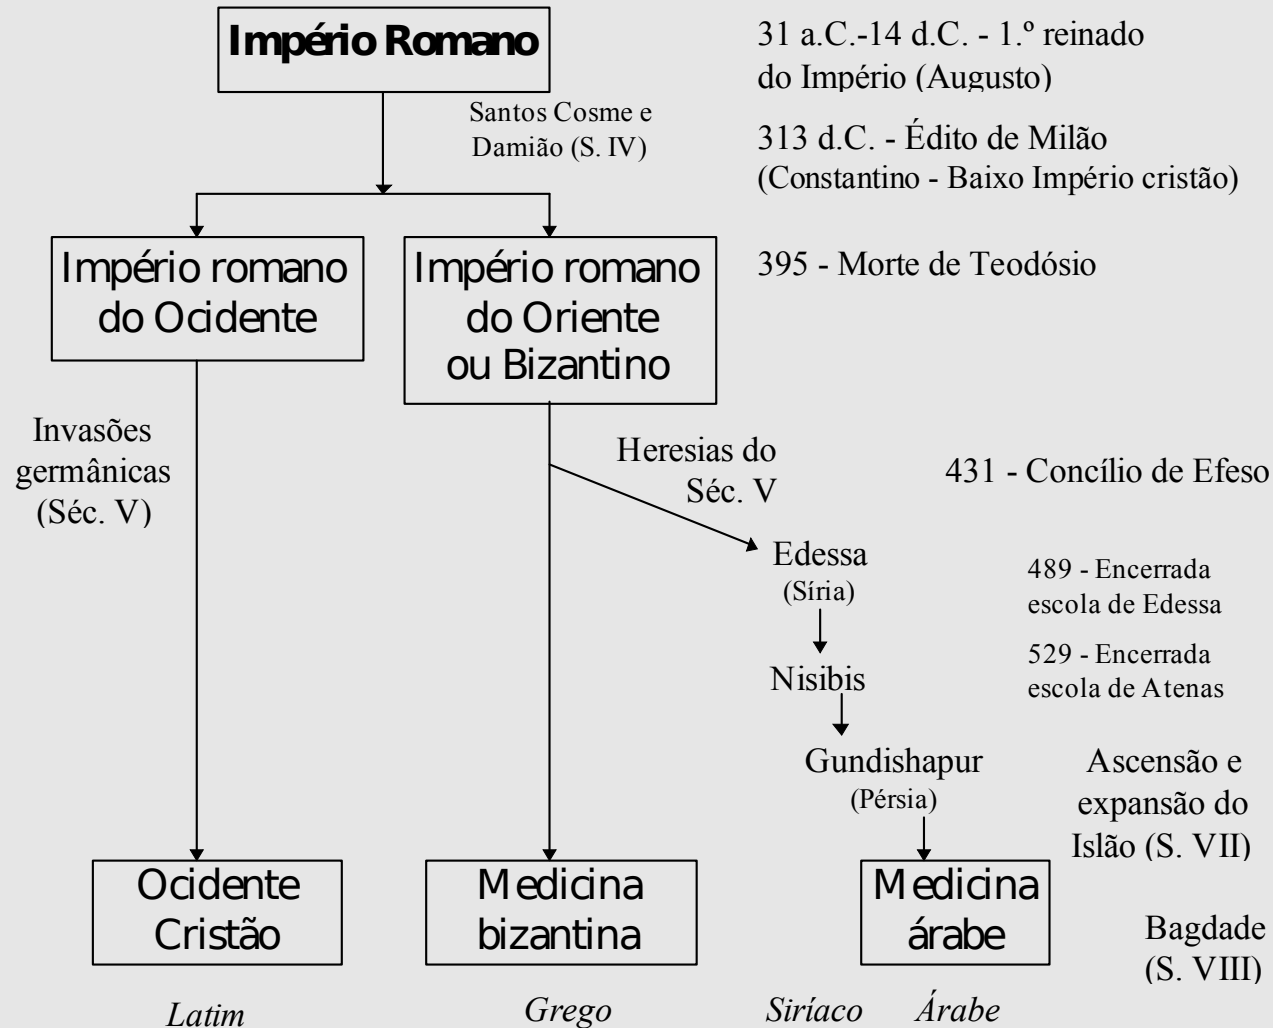 Império Romano
31 a.C.-14 d.C. - 1.º reinado
do Império (Augusto)
Santos Cosme e
Damião (S. IV)
313 d.C. - Édito de Milão
(Constantino - Baixo Império cristão)
Império romano
do Ocidente
Império romano
do Oriente
ou Bizantino
395 - Morte de Teodósio
Invasões
germânicas
(Séc. V)
Heresias do
Séc. V
431 - Concílio de Efeso
Edessa
(Síria)
489 - Encerrada
escola de Edessa
Nisibis
529 - Encerrada
escola de Atenas
Gundishapur
(Pérsia)
Ascensão e
expansão do
Islão (S. VII)
Ocidente
Cristão
Medicina
bizantina
Medicina
árabe
Bagdade
(S. VIII)
Latim
Grego
Siríaco
Árabe